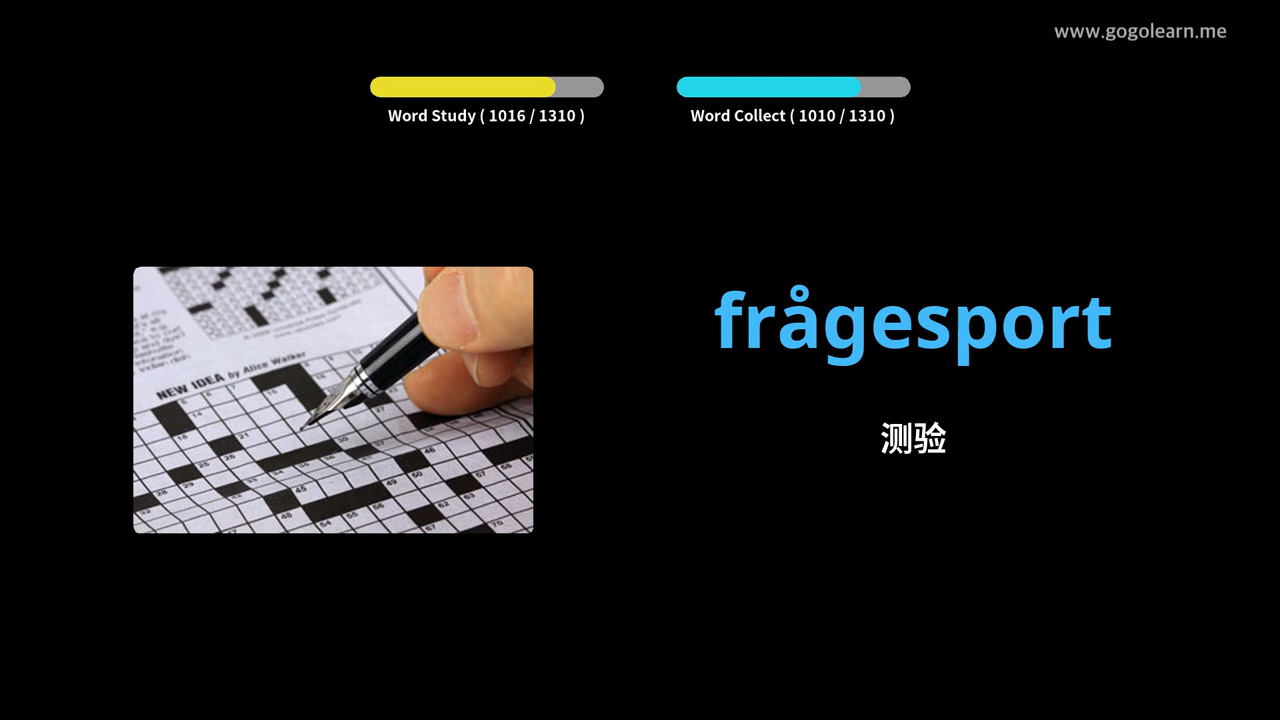 www.gogolearn.me
Word Study ( 1016 / 1310 )
Word Collect ( 1010 / 1310 )
NEW IDEA by Alice Walker
frågesport
测验